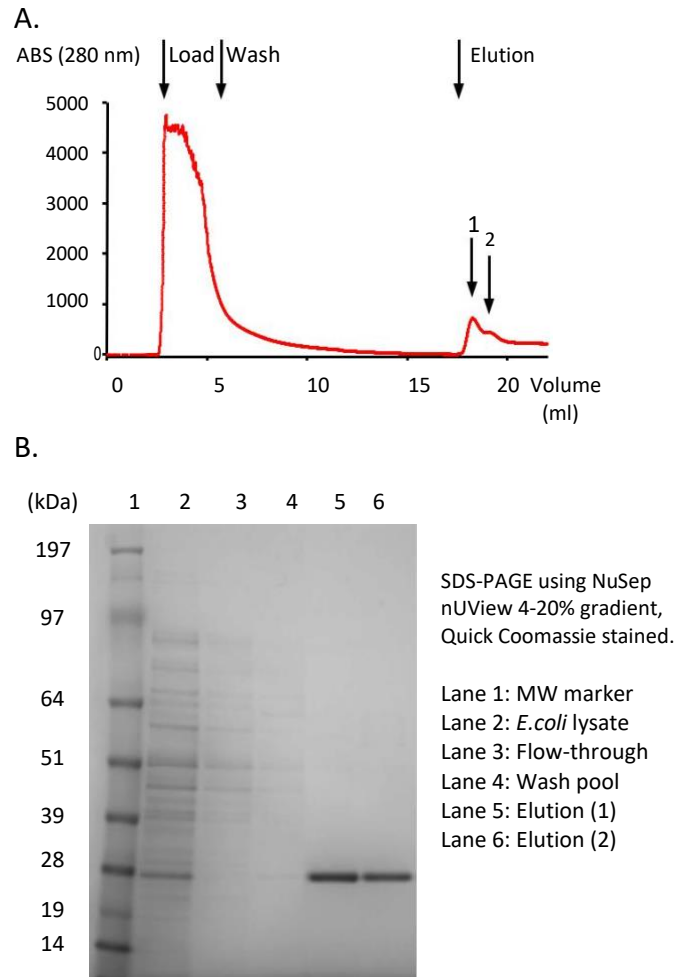 A.
ABS (280 nm) Load Wash Elution
5000
4000
3000
2000
1000
0
1
2
0 5 10 15 20 Volume
(ml)
B.
(kDa) 1 2 3 4 5 6
197
97
64
51
39
28
19
14
SDS-PAGE using NuSep
nUView 4-20% gradient,
Quick Coomassie stained.
Lane 1: MW marker
Lane 2: E.coli lysate
Lane 3: Flow-through
Lane 4: Wash pool
Lane 5: Elution (1)
Lane 6: Elution (2)